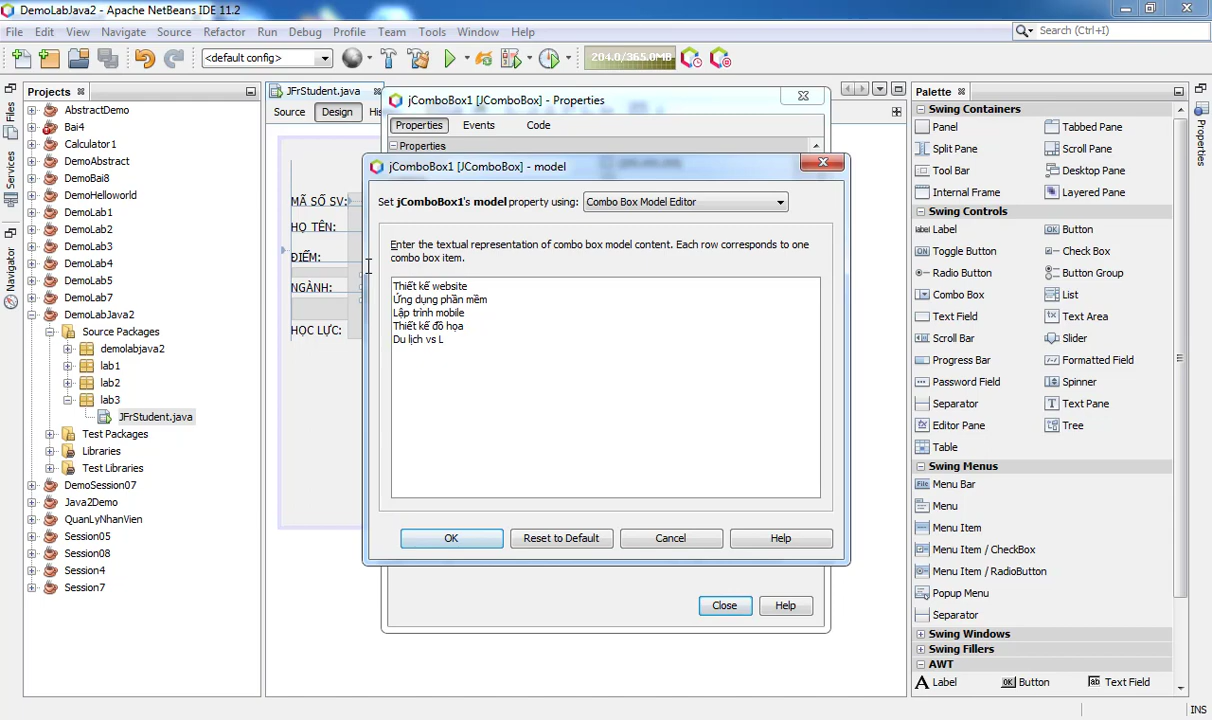 DemoLabJava2 - Apache NetBeans IDE 11.2
File Edit View Navigate Source Refactor Run Debug Profile Team Tools Window Help
Search (Ctrl+I)
<default config>
204.0/365.0MB
Projects
AbstractDemo
Bai4
Calculator1
DemoAbstract
DemoBai8
DemoHelloworld
DemoLab1
DemoLab2
DemoLab3
DemoLab4
DemoLab5
DemoLab7
DemoLabJava2
Source Packages
demolabjava2
lab1
lab2
lab3
JFrStudent.java
Test Packages
Libraries
Test Libraries
DemoSession07
Java2Demo
QuanLyNhanVien
Session05
Session08
Session4
Session7
Files
Services
Navigator
JFrStudent.java
Source Design
MÃ SỐ SV:
HỌ TÊN:
ĐIỂM:
NGÀNH:
HỌC LỰC:
jComboBox1 [JComboBox] - Properties
Properties Events Code
Properties
jComboBox1 [JComboBox] - model
Set jComboBox1's model property using: Combo Box Model Editor
Enter the textual representation of combo box model content. Each row corresponds to one
combo box item.
Thiết kế website
Ứng dụng phần mềm
Lập trình mobile
Thiết kế đồ họa
Du lịch vs L
OK Reset to Default Cancel Help
Close Help
Palette
Swing Containers
Panel Tabbed Pane
Split Pane Scroll Pane
Tool Bar Desktop Pane
Internal Frame Layered Pane
Swing Controls
Label Button
Toggle Button Check Box
Radio Button Button Group
Combo Box List
Text Field Text Area
Scroll Bar Slider
Progress Bar Formatted Field
Password Field Spinner
Separator Text Pane
Editor Pane Tree
Table
Swing Menus
Menu Bar
Menu
Menu Item
Menu Item / CheckBox
Menu Item / RadioButton
Popup Menu
Separator
Swing Windows
Swing Fillers
AWT
Label Button Text Field
Properties
INS